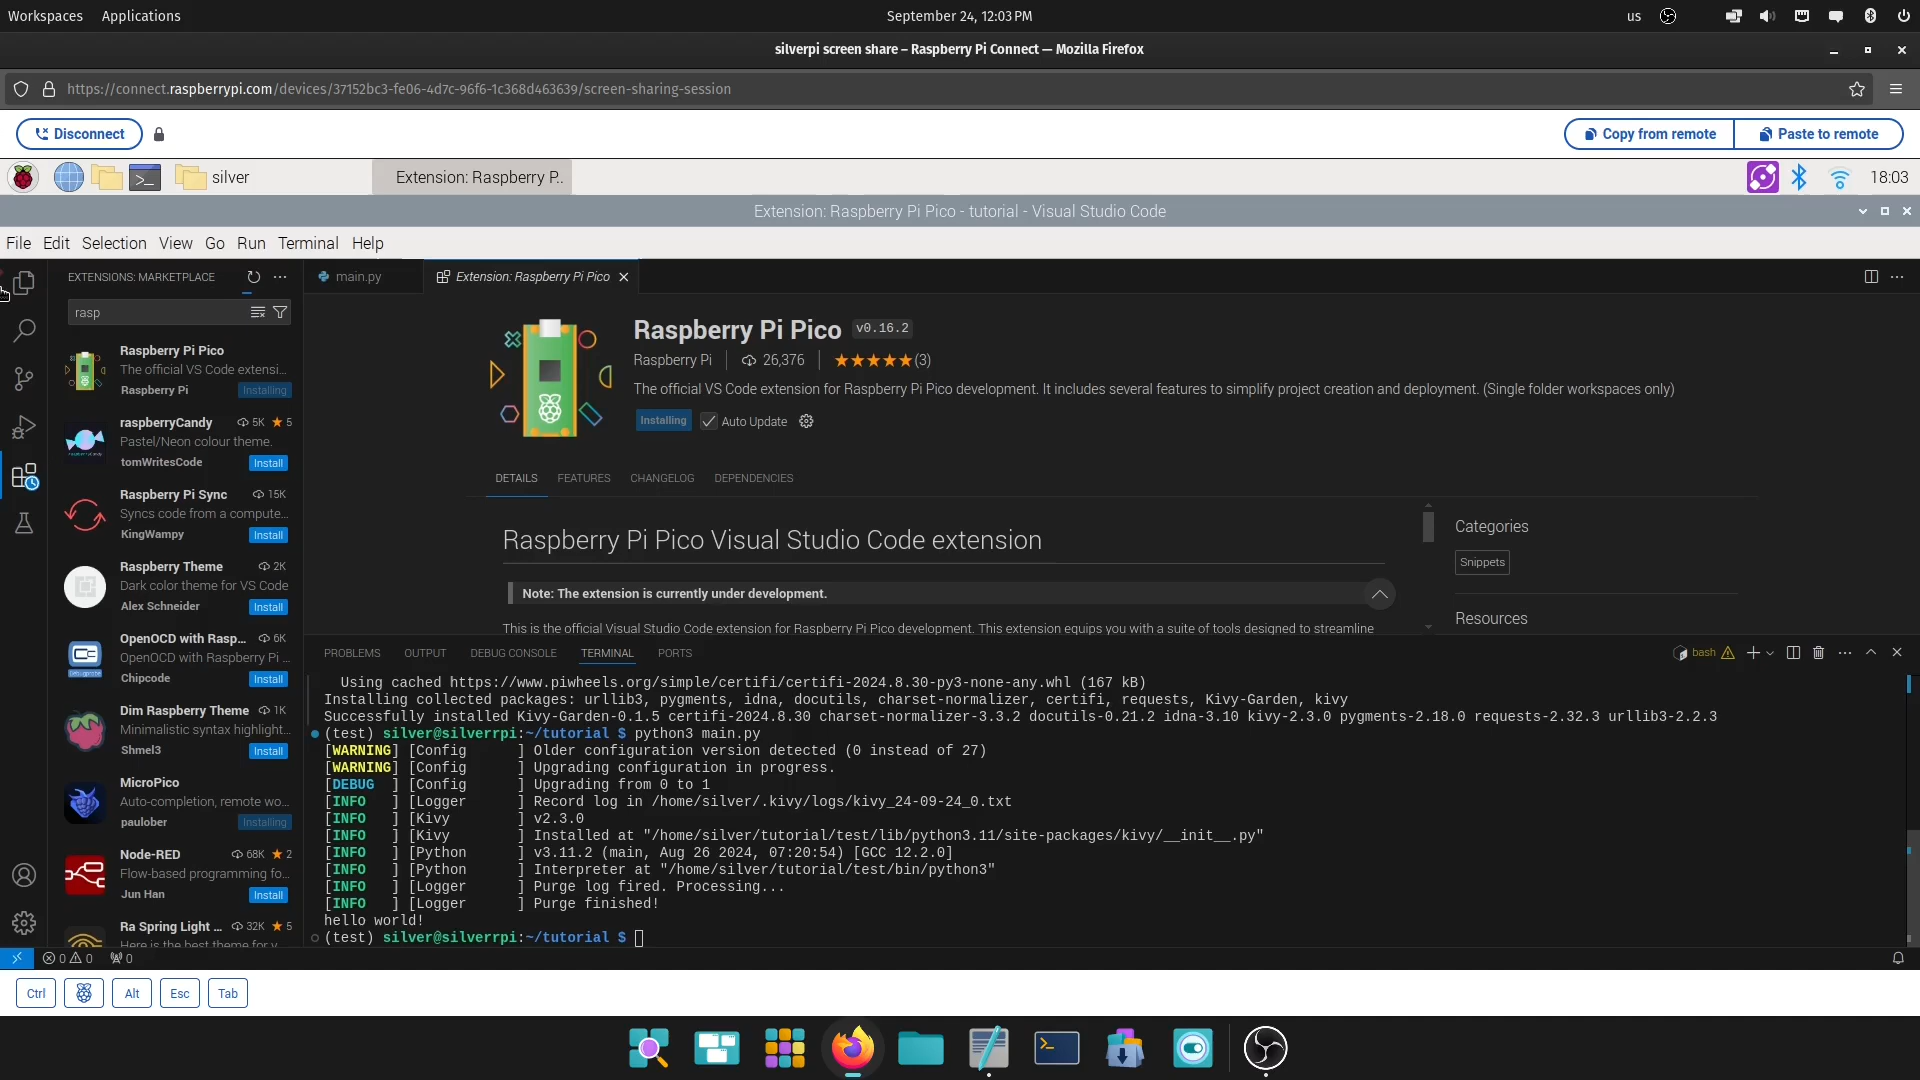 Workspaces Applications September 24, 12:03 PM us
silverpi screen share – Raspberry Pi Connect — Mozilla Firefox
https://connect.raspberrypi.com/devices/37152bc3-fe06-4d7c-96f6-1c368d463639/screen-sharing-session
Disconnect Copy from remote Paste to remote
silver Extension: Raspberry P.. 18:03
Extension: Raspberry Pi Pico - tutorial - Visual Studio Code
File Edit Selection View Go Run Terminal Help
EXTENSIONS: MARKETPLACE
rasp
Raspberry Pi Pico
The official VS Code extensi...
Raspberry Pi Installing
raspberryCandy 5K 5
Pastel/Neon colour theme.
tomWritesCode Install
Raspberry Pi Sync 15K
Syncs code from a compute...
KingWampy Install
Raspberry Theme 2K
Dark color theme for VS Code
Alex Schneider Install
OpenOCD with Rasp... 6K
OpenOCD with Raspberry Pi ...
Chipcode Install
Dim Raspberry Theme 1K
Minimalistic syntax highlight...
Shmel3 Install
MicroPico
Auto-completion, remote wo...
paulober Installing
Node-RED 68K 2
Flow-based programming fo...
Jun Han Install
Ra Spring Light ... 32K 5
Here is the best theme for v
main.py Extension: Raspberry Pi Pico
Raspberry Pi Pico v0.16.2
Raspberry Pi 26,376 ★★★★★(3)
The official VS Code extension for Raspberry Pi Pico development. It includes several features to simplify project creation and deployment. (Single folder workspaces only)
Installing Auto Update
DETAILS FEATURES CHANGELOG DEPENDENCIES
Raspberry Pi Pico Visual Studio Code extension
Note: The extension is currently under development.
This is the official Visual Studio Code extension for Raspberry Pi Pico development. This extension equips you with a suite of tools designed to streamline
Categories
Snippets
Resources
PROBLEMS OUTPUT DEBUG CONSOLE TERMINAL PORTS bash
Using cached https://www.piwheels.org/simple/certifi/certifi-2024.8.30-py3-none-any.whl (167 kB)
Installing collected packages: urllib3, pygments, idna, docutils, charset-normalizer, certifi, requests, Kivy-Garden, kivy
Successfully installed Kivy-Garden-0.1.5 certifi-2024.8.30 charset-normalizer-3.3.2 docutils-0.21.2 idna-3.10 kivy-2.3.0 pygments-2.18.0 requests-2.32.3 urllib3-2.2.3
(test) silver@silverrpi:~/tutorial $ python3 main.py
[WARNING] [Config      ] Older configuration version detected (0 instead of 27)
[WARNING] [Config      ] Upgrading configuration in progress.
[DEBUG  ] [Config      ] Upgrading from 0 to 1
[INFO   ] [Logger      ] Record log in /home/silver/.kivy/logs/kivy_24-09-24_0.txt
[INFO   ] [Kivy        ] v2.3.0
[INFO   ] [Kivy        ] Installed at "/home/silver/tutorial/test/lib/python3.11/site-packages/kivy/__init__.py"
[INFO   ] [Python      ] v3.11.2 (main, Aug 26 2024, 07:20:54) [GCC 12.2.0]
[INFO   ] [Python      ] Interpreter at "/home/silver/tutorial/test/bin/python3"
[INFO   ] [Logger      ] Purge log fired. Processing...
[INFO   ] [Logger      ] Purge finished!
hello world!
(test) silver@silverrpi:~/tutorial $
0 0 0
Ctrl Alt Esc Tab